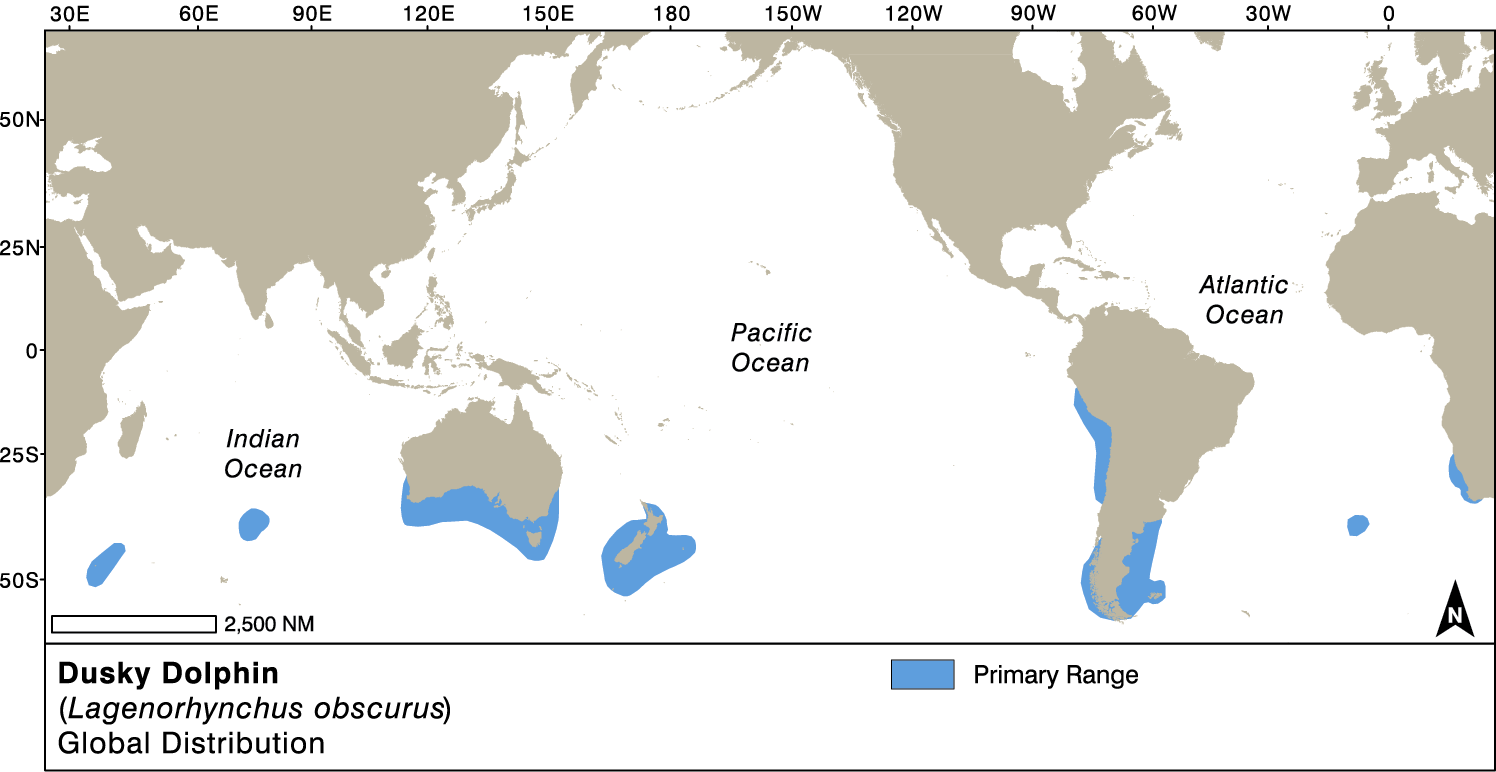 30E 60E 90E 120E 150E 180 150W 120W 90W 60W 30W 0
50N
25N
0
25S
50S
Atlantic
Ocean
Pacific
Ocean
Indian
Ocean
2,500 NM
N
Dusky Dolphin
(Lagenorhynchus obscurus)
Global Distribution
Primary Range